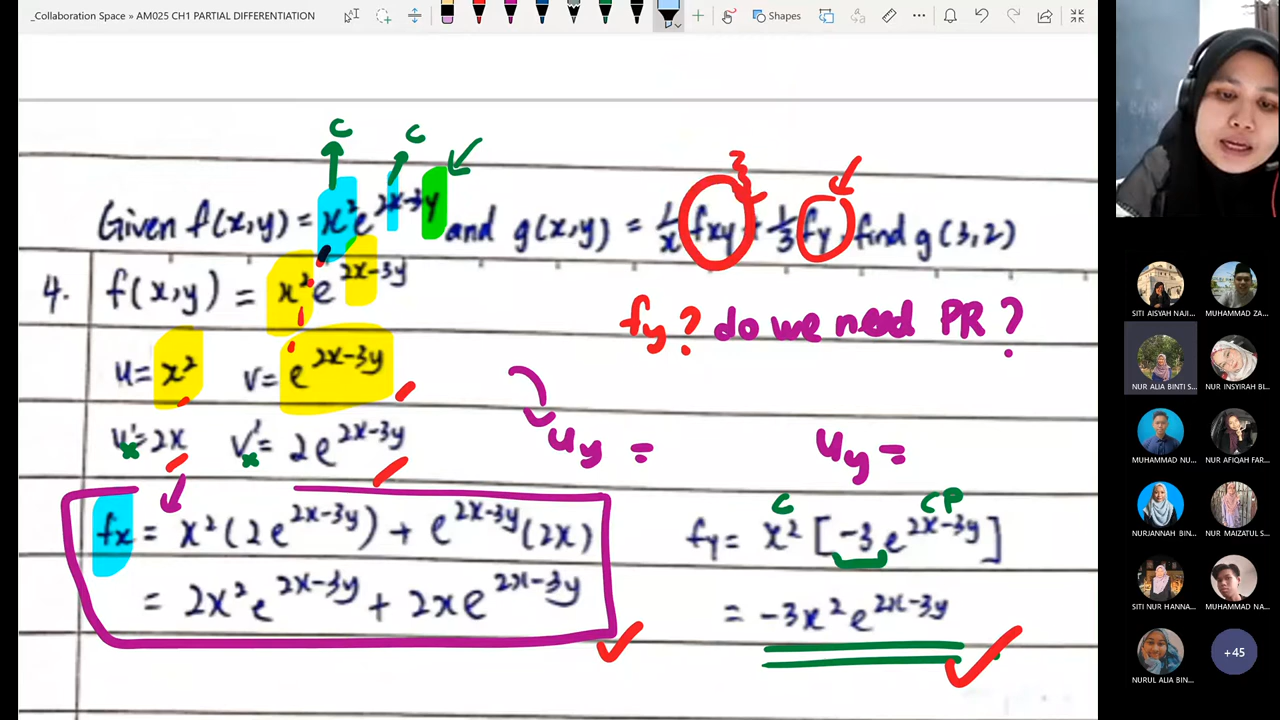 _Collaboration Space » AM025 CH1 PARTIAL DIFFERENTIATION
Shapes
c c
Given f(x,y) = x²e^{2x-3y} and g(x,y) = 1/x fxy + 1/3 fy, find g(3,2)
4. f(x,y) = x²e^{2x-3y}
fy? do we need PR?
u = x² v = e^{2x-3y}
u' = 2x v' = 2e^{2x-3y}
uy = uy =
c CP
fx = x²(2e^{2x-3y}) + e^{2x-3y}(2x)
fy = x²[-3e^{2x-3y}]
= 2x²e^{2x-3y} + 2xe^{2x-3y}
= -3x²e^{2x-3y}
SITI AISYAH NAJI...
MUHAMMAD ZA...
NUR ALIA BINTI S...
NUR INSYIRAH BI...
MUHAMMAD NU...
NUR AFIQAH FAR...
NURJANNAH BIN...
NUR MAIZATUL S...
SITI NUR HANNA...
MUHAMMAD NA...
NURUL ALIA BIN...
+45